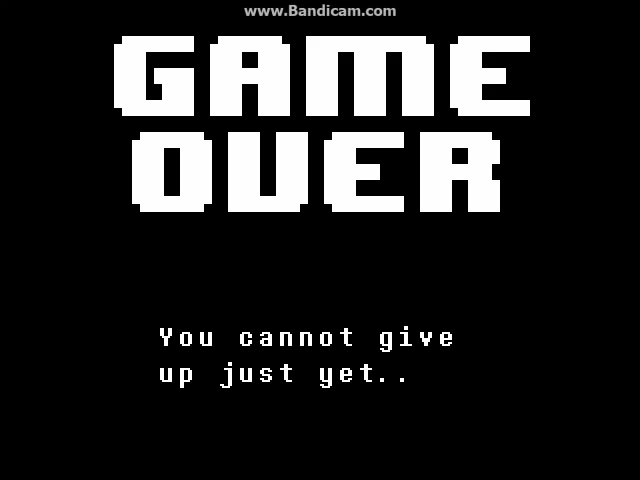 www.Bandicam.com
GAME
OVER
You cannot give
up just yet..